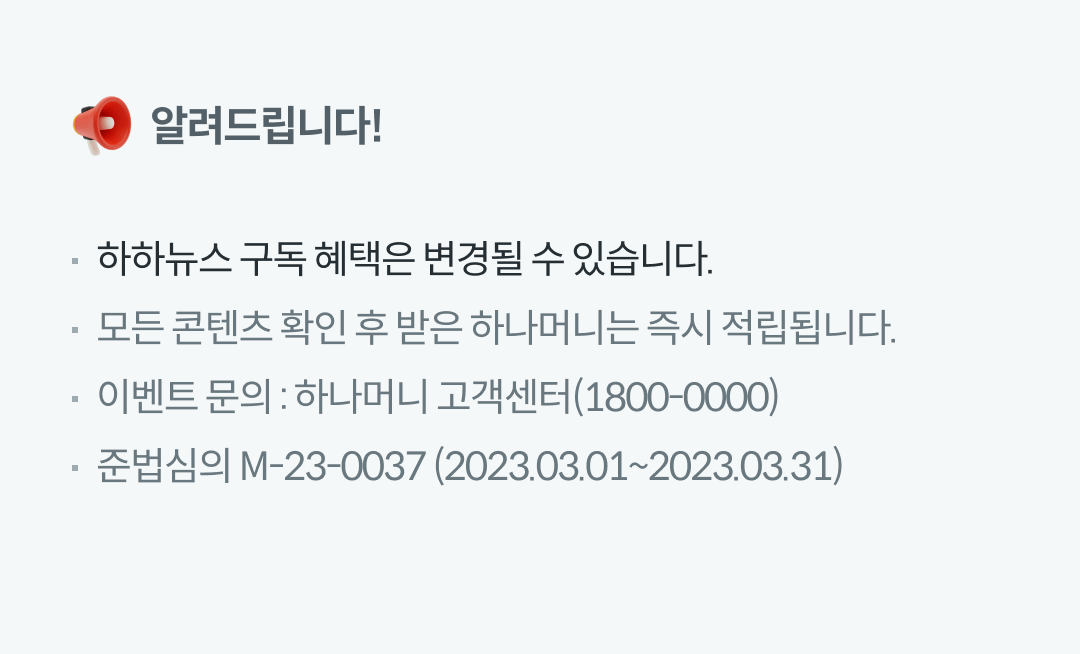 알려드립니다!
하하뉴스 구독 혜택은 변경될 수 있습니다.
모든 콘텐츠 확인 후 받은 하나머니는 즉시 적립됩니다.
이벤트 문의 : 하나머니 고객센터(1800-0000)
준법심의 M-23-0037 (2023.03.01~2023.03.31)